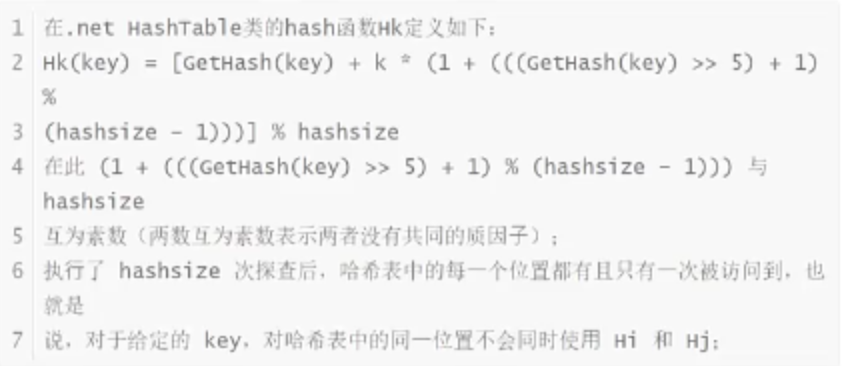 1 在.net HashTable类的hash函数Hk定义如下：
2 Hk(key) = [GetHash(key) + k * (1 + (((GetHash(key) >> 5) + 1)
%
3 (hashsize – 1)))] % hashsize
4 在此 (1 + (((GetHash(key) >> 5) + 1) % (hashsize – 1))) 与
hashsize
5 互为素数（两数互为素数表示两者没有共同的质因子）；
6 执行了 hashsize 次探查后，哈希表中的每一个位置都有且只有一次被访问到，也
就是
7 说，对于给定的 key，对哈希表中的同一位置不会同时使用 Hi 和 Hj；